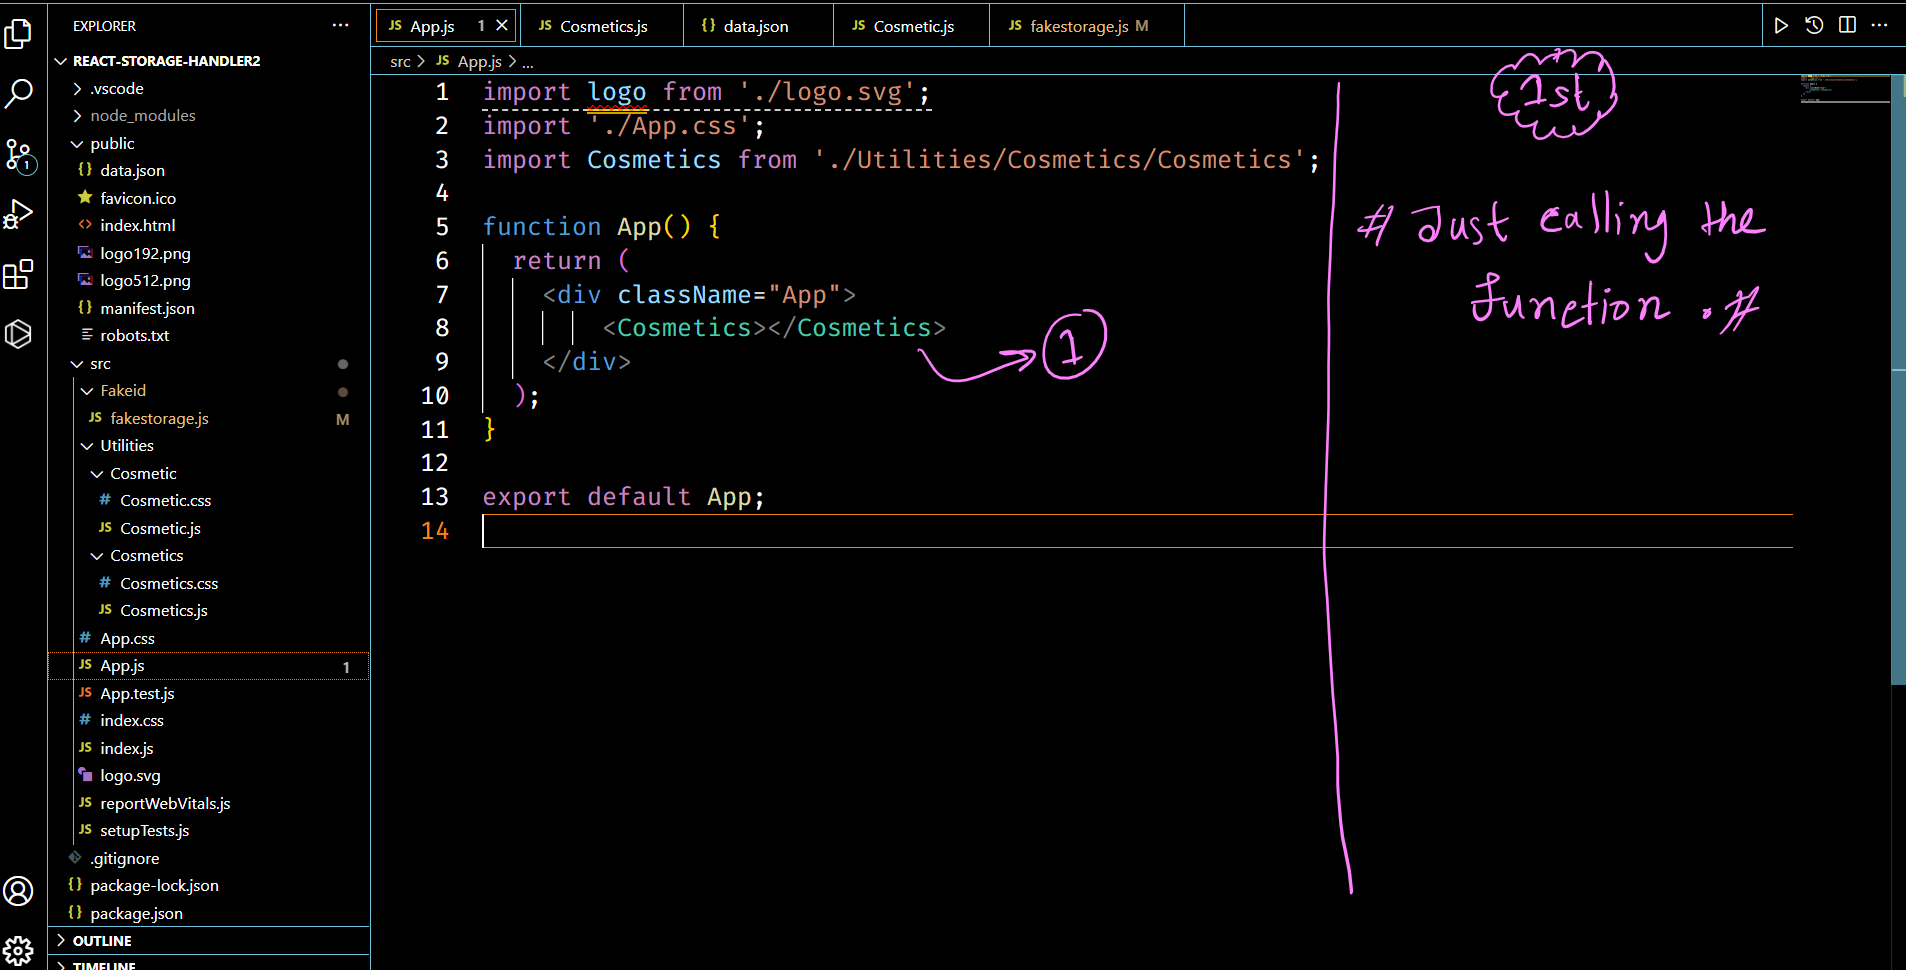 EXPLORER
REACT-STORAGE-HANDLER2
.vscode
node_modules
public
data.json
favicon.ico
index.html
logo192.png
logo512.png
manifest.json
robots.txt
src
Fakeid
fakestorage.js M
Utilities
Cosmetic
Cosmetic.css
Cosmetic.js
Cosmetics
Cosmetics.css
Cosmetics.js
App.css
App.js 1
App.test.js
index.css
index.js
logo.svg
reportWebVitals.js
setupTests.js
.gitignore
package-lock.json
package.json
OUTLINE
TIMELINE
1
JS App.js 1 JS Cosmetics.js {} data.json JS Cosmetic.js JS fakestorage.js M
src > JS App.js > ...
1 import logo from './logo.svg';
2 import './App.css';
3 import Cosmetics from './Utilities/Cosmetics/Cosmetics';
4
5 function App() {
6 return (
7 <div className="App">
8 <Cosmetics></Cosmetics>
9 </div>
10 );
11 }
12
13 export default App;
14
1
1st
# Just calling the
function . #